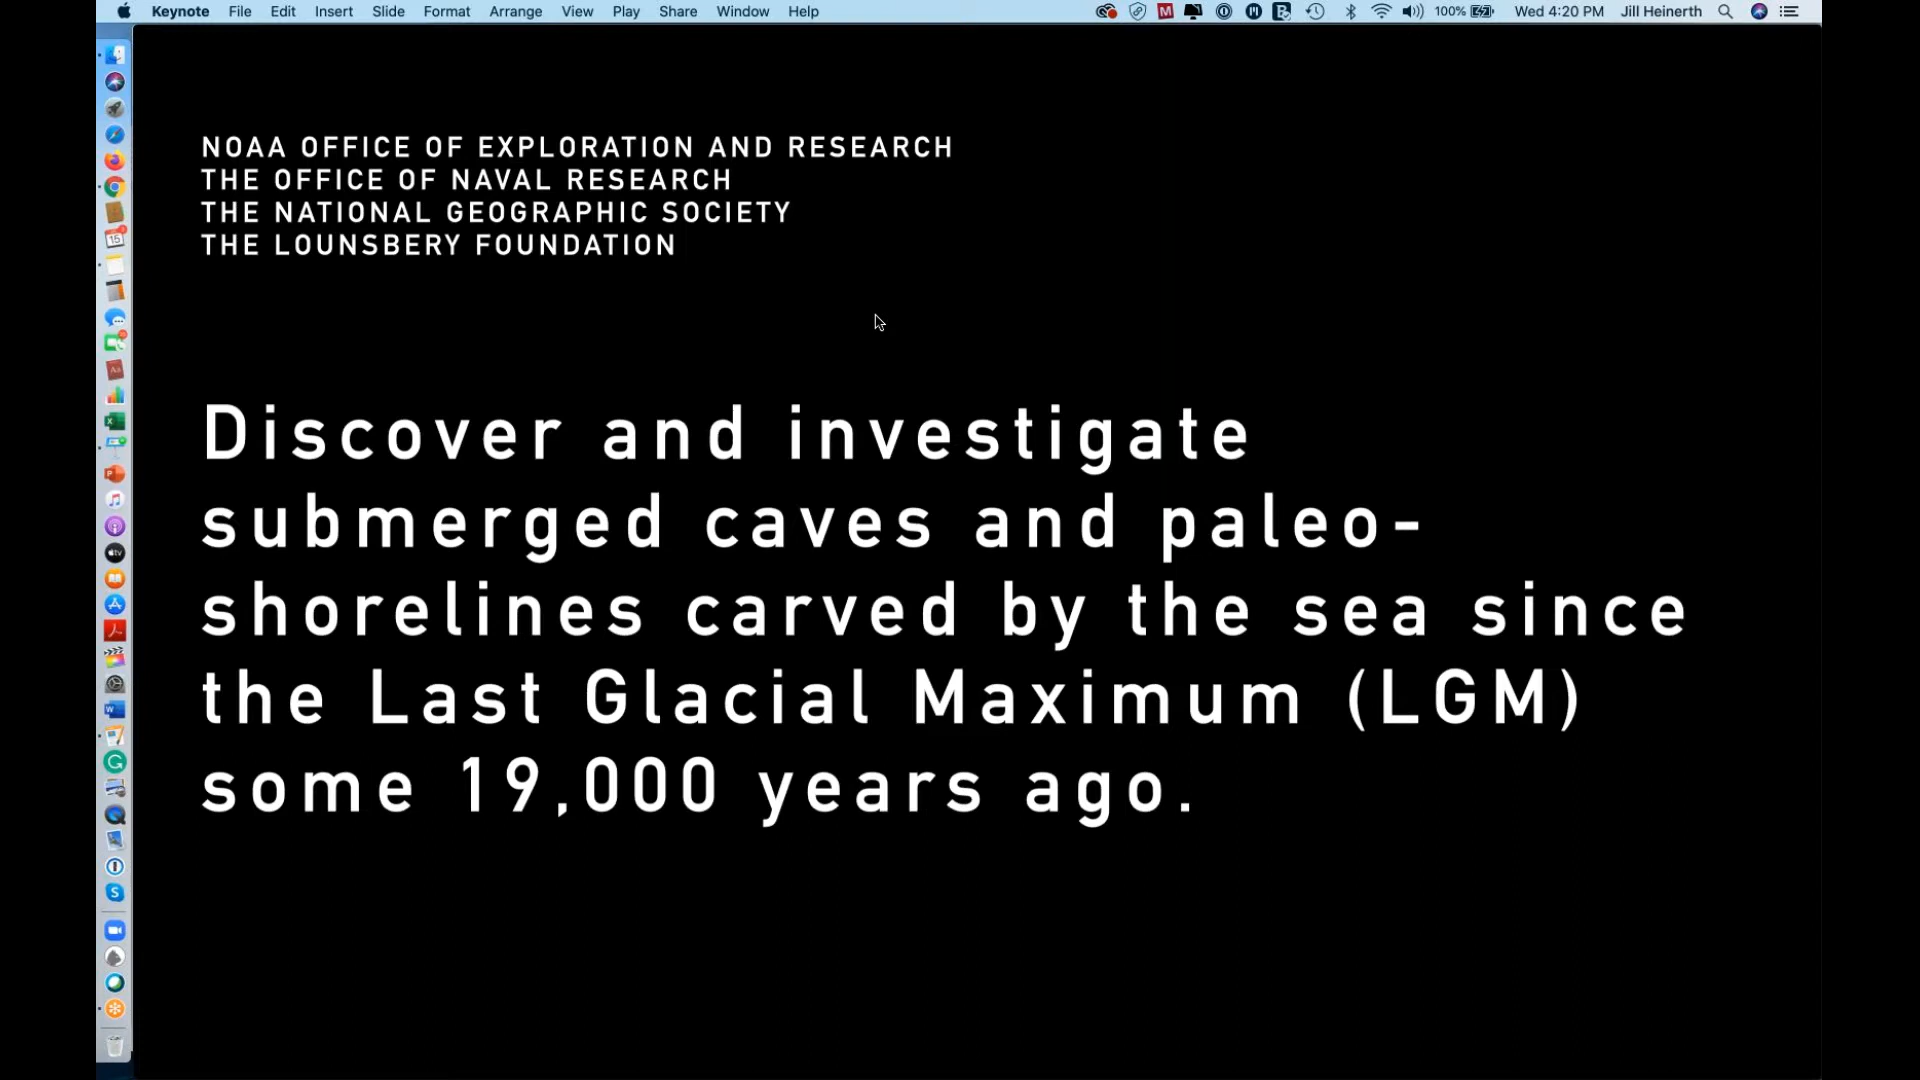 Keynote File Edit Insert Slide Format Arrange View Play Share Window Help 100% Wed 4:20 PM Jill Heinerth
NOAA OFFICE OF EXPLORATION AND RESEARCH
THE OFFICE OF NAVAL RESEARCH
THE NATIONAL GEOGRAPHIC SOCIETY
THE LOUNSBERY FOUNDATION
Discover and investigate
submerged caves and paleo-
shorelines carved by the sea since
the Last Glacial Maximum (LGM)
some 19,000 years ago.